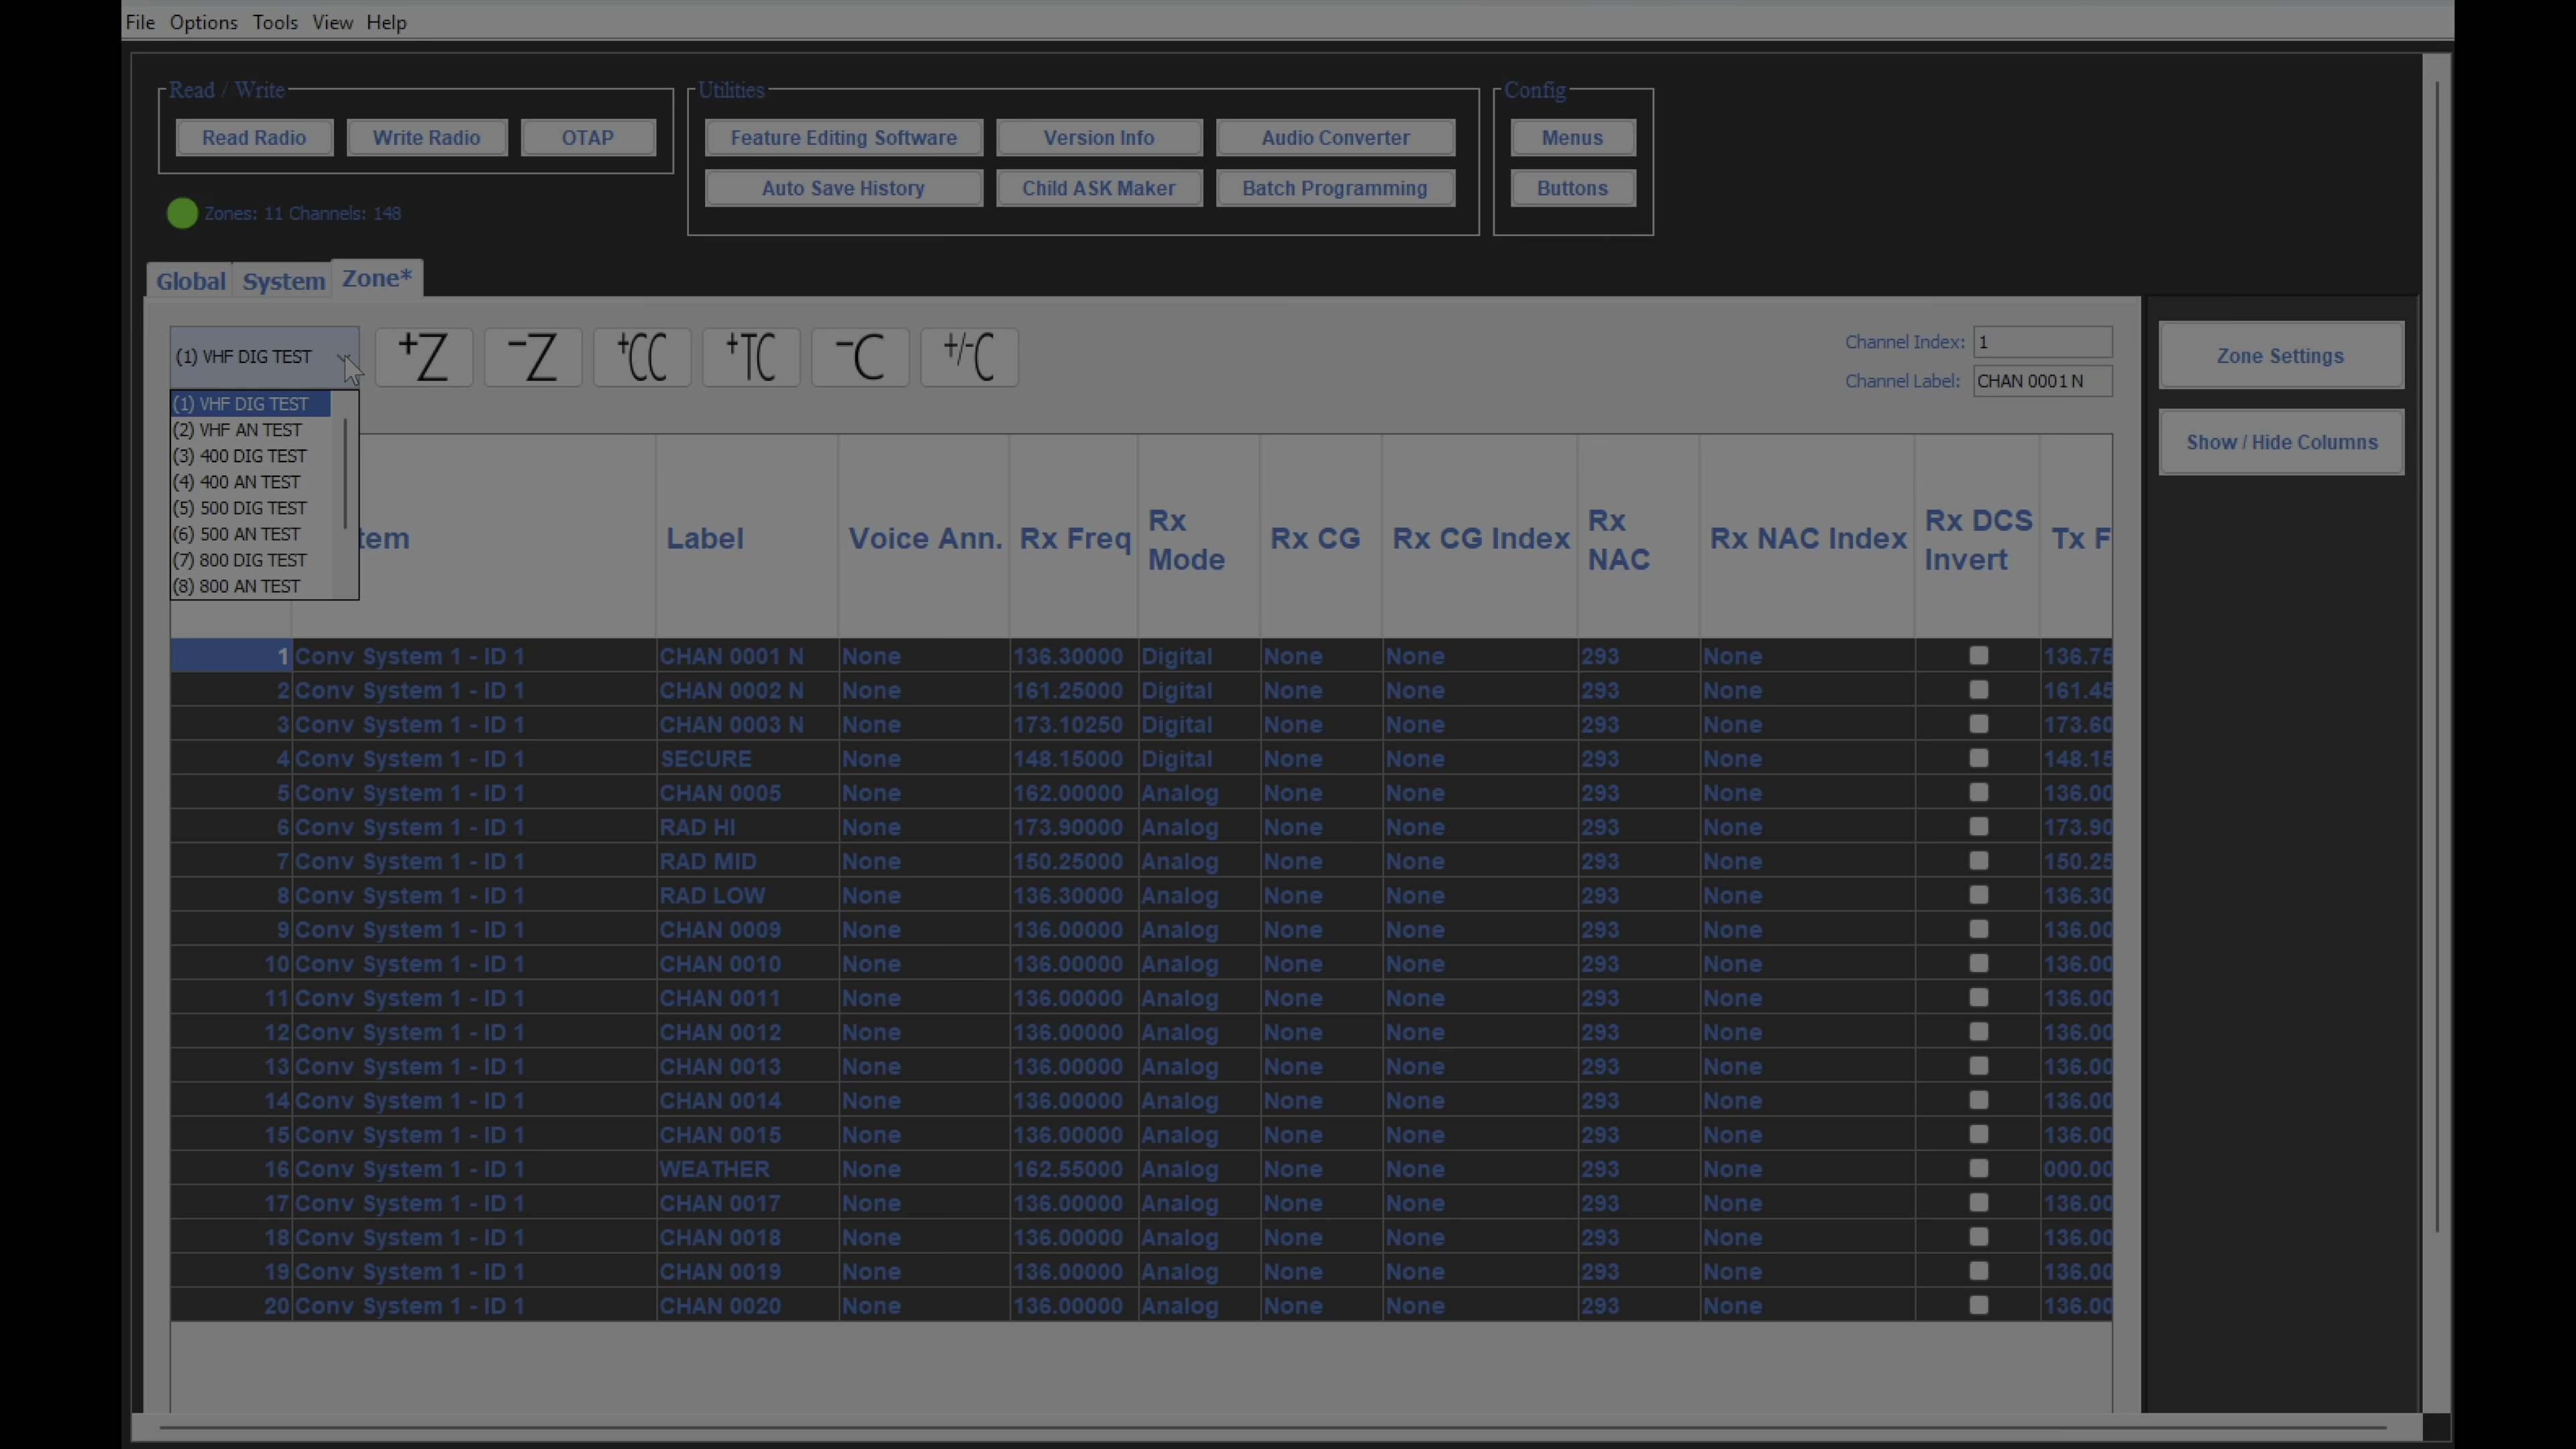 File Options Tools View Help
Read / Write
Utilities
Config
Read Radio Write Radio OTAP
Feature Editing Software Version Info Audio Converter
Menus
Auto Save History Child ASK Maker Batch Programming
Buttons
Zones: 11 Channels: 148
Global System Zone*
(1) VHF DIG TEST
+Z -Z +CC +TC -C +/-C
Channel Index: 1
Channel Label: CHAN 0001 N
Zone Settings
Show / Hide Columns
(1) VHF DIG TEST
(2) VHF AN TEST
(3) 400 DIG TEST
(4) 400 AN TEST
(5) 500 DIG TEST
(6) 500 AN TEST
(7) 800 DIG TEST
(8) 800 AN TEST
tem Label Voice Ann. Rx Freq Rx Mode Rx CG Rx CG Index Rx NAC Rx NAC Index Rx DCS Invert Tx F
1 Conv System 1 - ID 1 CHAN 0001 N None 136.30000 Digital None None 293 None 136.75
2 Conv System 1 - ID 1 CHAN 0002 N None 161.25000 Digital None None 293 None 161.45
3 Conv System 1 - ID 1 CHAN 0003 N None 173.10250 Digital None None 293 None 173.60
4 Conv System 1 - ID 1 SECURE None 148.15000 Digital None None 293 None 148.15
5 Conv System 1 - ID 1 CHAN 0005 None 162.00000 Analog None None 293 None 136.00
6 Conv System 1 - ID 1 RAD HI None 173.90000 Analog None None 293 None 173.90
7 Conv System 1 - ID 1 RAD MID None 150.25000 Analog None None 293 None 150.25
8 Conv System 1 - ID 1 RAD LOW None 136.30000 Analog None None 293 None 136.30
9 Conv System 1 - ID 1 CHAN 0009 None 136.00000 Analog None None 293 None 136.00
10 Conv System 1 - ID 1 CHAN 0010 None 136.00000 Analog None None 293 None 136.00
11 Conv System 1 - ID 1 CHAN 0011 None 136.00000 Analog None None 293 None 136.00
12 Conv System 1 - ID 1 CHAN 0012 None 136.00000 Analog None None 293 None 136.00
13 Conv System 1 - ID 1 CHAN 0013 None 136.00000 Analog None None 293 None 136.00
14 Conv System 1 - ID 1 CHAN 0014 None 136.00000 Analog None None 293 None 136.00
15 Conv System 1 - ID 1 CHAN 0015 None 136.00000 Analog None None 293 None 136.00
16 Conv System 1 - ID 1 WEATHER None 162.55000 Analog None None 293 None 000.00
17 Conv System 1 - ID 1 CHAN 0017 None 136.00000 Analog None None 293 None 136.00
18 Conv System 1 - ID 1 CHAN 0018 None 136.00000 Analog None None 293 None 136.00
19 Conv System 1 - ID 1 CHAN 0019 None 136.00000 Analog None None 293 None 136.00
20 Conv System 1 - ID 1 CHAN 0020 None 136.00000 Analog None None 293 None 136.00